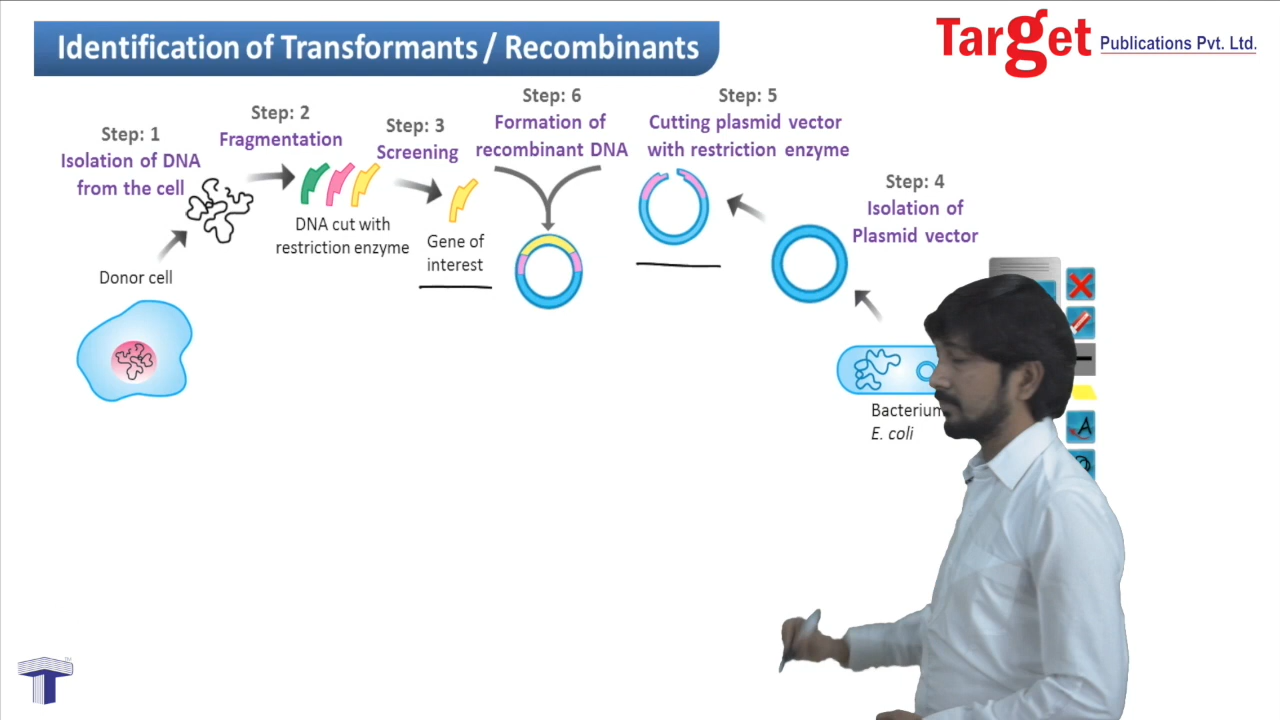 Identification of Transformants / Recombinants
Target Publications Pvt. Ltd.
Step: 1
Isolation of DNA
from the cell
Step: 2
Fragmentation
Step: 3
Screening
Step: 6
Formation of
recombinant DNA
Step: 5
Cutting plasmid vector
with restriction enzyme
Step: 4
Isolation of
Plasmid vector
DNA cut with
restriction enzyme
Gene of
interest
Donor cell
Bacterium
E. coli
A
T
TM